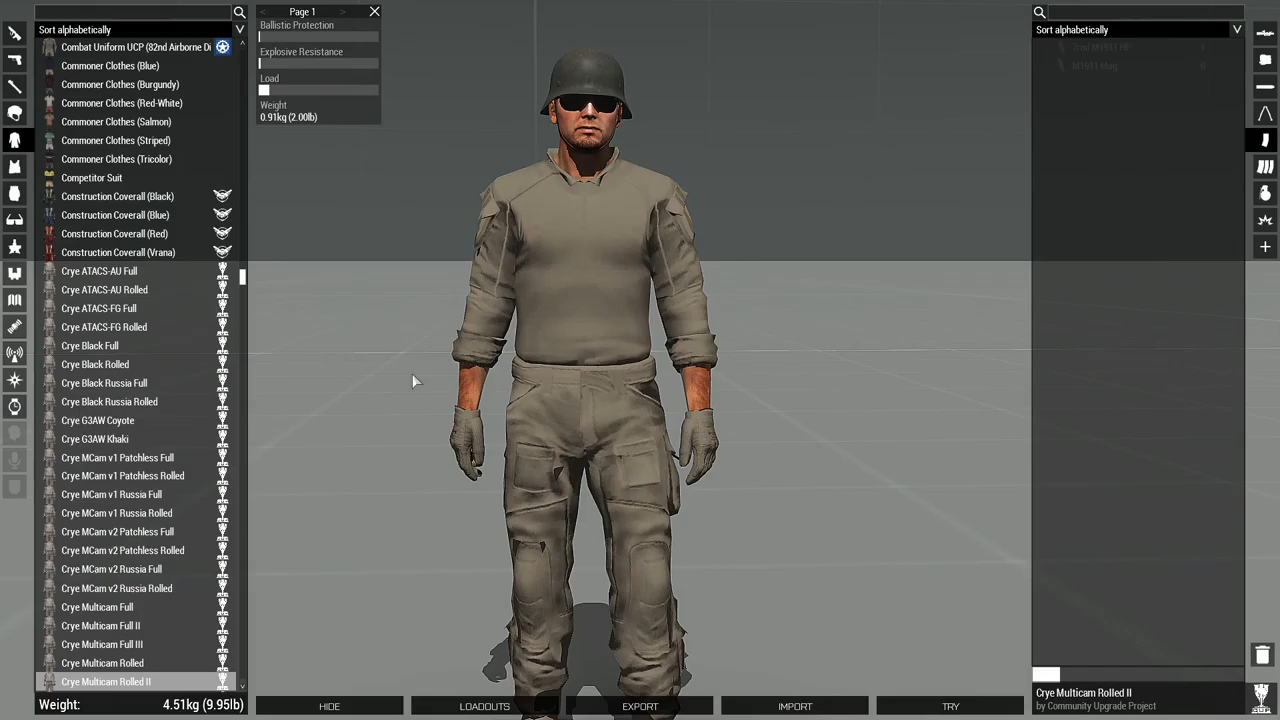 Sort alphabetically
Combat Uniform UCP (82nd Airborne Di
Commoner Clothes (Blue)
Commoner Clothes (Burgundy)
Commoner Clothes (Red-White)
Commoner Clothes (Salmon)
Commoner Clothes (Striped)
Commoner Clothes (Tricolor)
Competitor Suit
Construction Coverall (Black)
Construction Coverall (Blue)
Construction Coverall (Red)
Construction Coverall (Vrana)
Crye ATACS-AU Full
Crye ATACS-AU Rolled
Crye ATACS-FG Full
Crye ATACS-FG Rolled
Crye Black Full
Crye Black Rolled
Crye Black Russia Full
Crye Black Russia Rolled
Crye G3AW Coyote
Crye G3AW Khaki
Crye MCam v1 Patchless Full
Crye MCam v1 Patchless Rolled
Crye MCam v1 Russia Full
Crye MCam v1 Russia Rolled
Crye MCam v2 Patchless Full
Crye MCam v2 Patchless Rolled
Crye MCam v2 Russia Full
Crye MCam v2 Russia Rolled
Crye Multicam Full
Crye Multicam Full II
Crye Multicam Full III
Crye Multicam Rolled
Crye Multicam Rolled II
Weight: 4.51kg (9.95lb)
< Page 1 >
Ballistic Protection
Explosive Resistance
Load
Weight
0.91kg (2.00lb)
HIDE
LOADOUTS
EXPORT
IMPORT
TRY
Sort alphabetically
2rnd M1911 HP 1
M1911 Mag 0
Crye Multicam Rolled II
by Community Upgrade Project